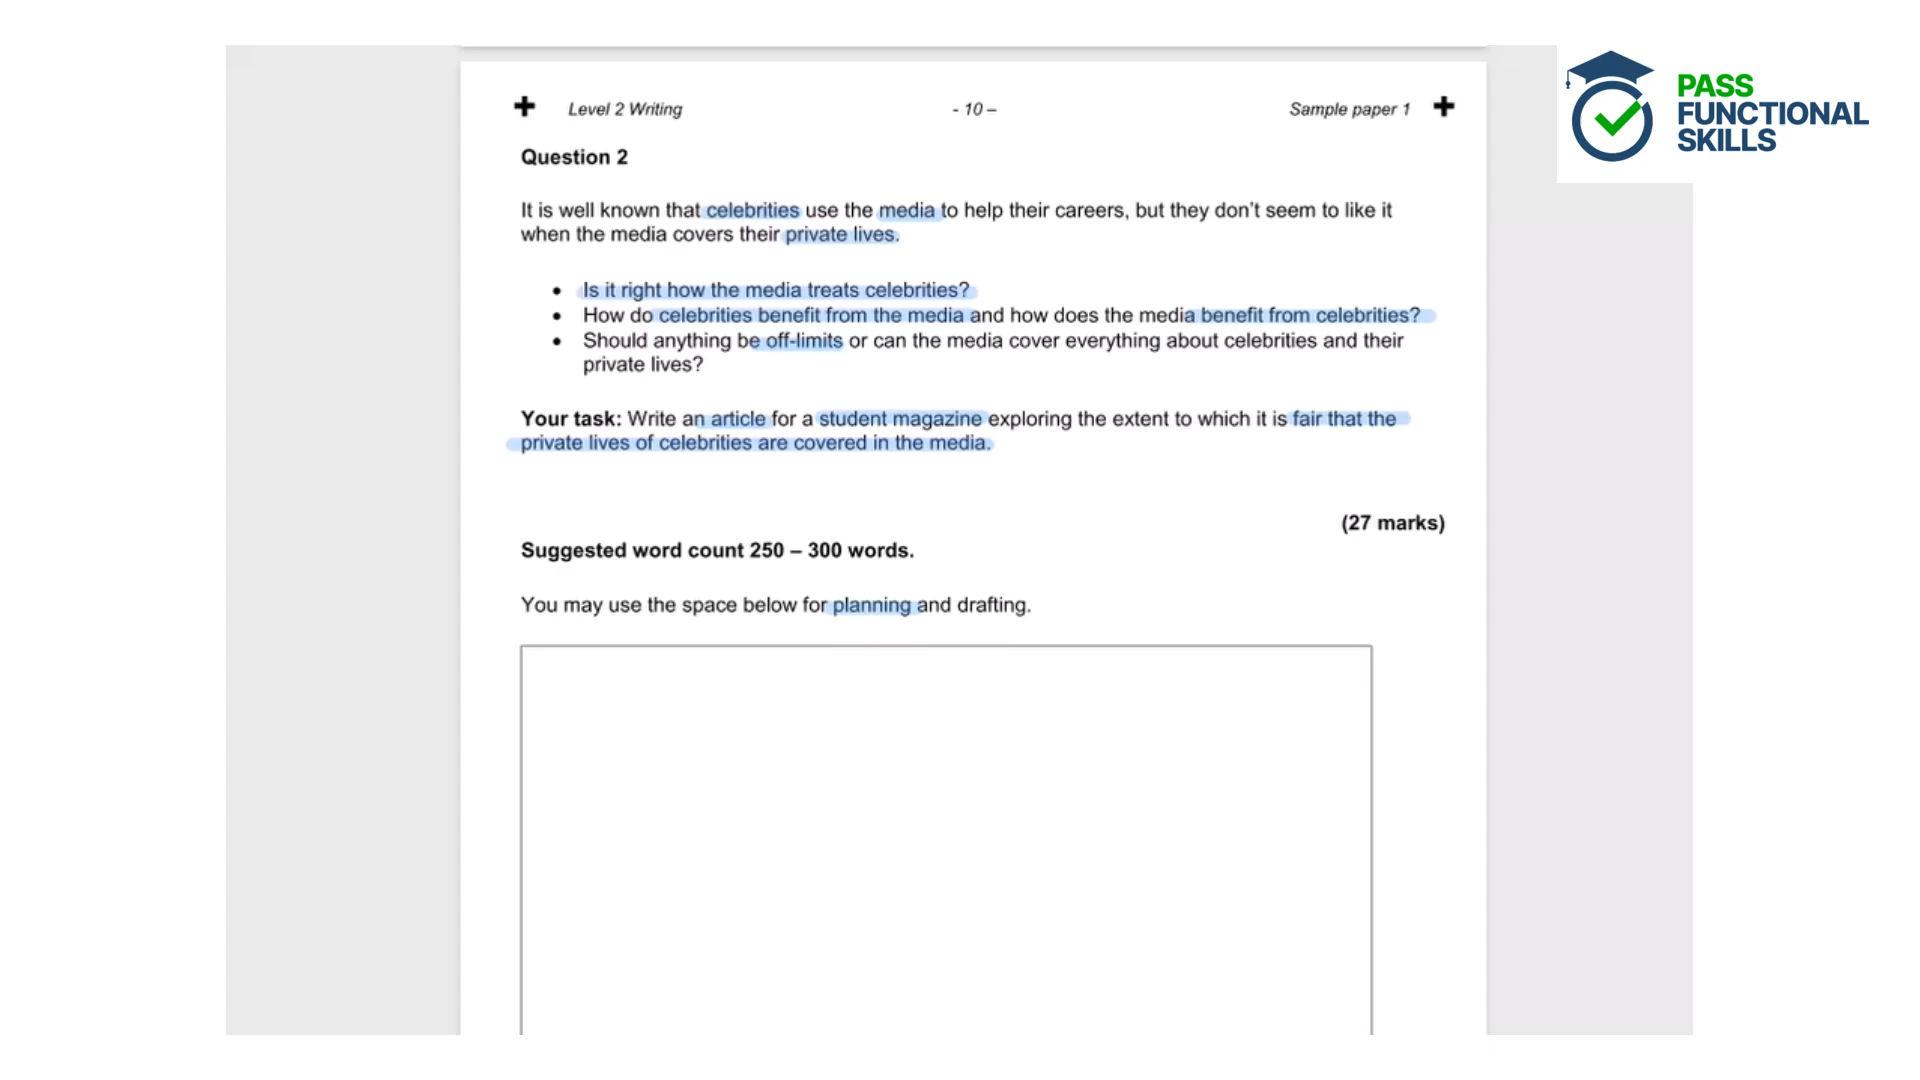 Level 2 Writing - 10 – Sample paper 1
PASS
FUNCTIONAL
SKILLS
Question 2
It is well known that celebrities use the media to help their careers, but they don't seem to like it
when the media covers their private lives.
• Is it right how the media treats celebrities?
• How do celebrities benefit from the media and how does the media benefit from celebrities?
• Should anything be off-limits or can the media cover everything about celebrities and their
private lives?
Your task: Write an article for a student magazine exploring the extent to which it is fair that the
private lives of celebrities are covered in the media.
(27 marks)
Suggested word count 250 – 300 words.
You may use the space below for planning and drafting.